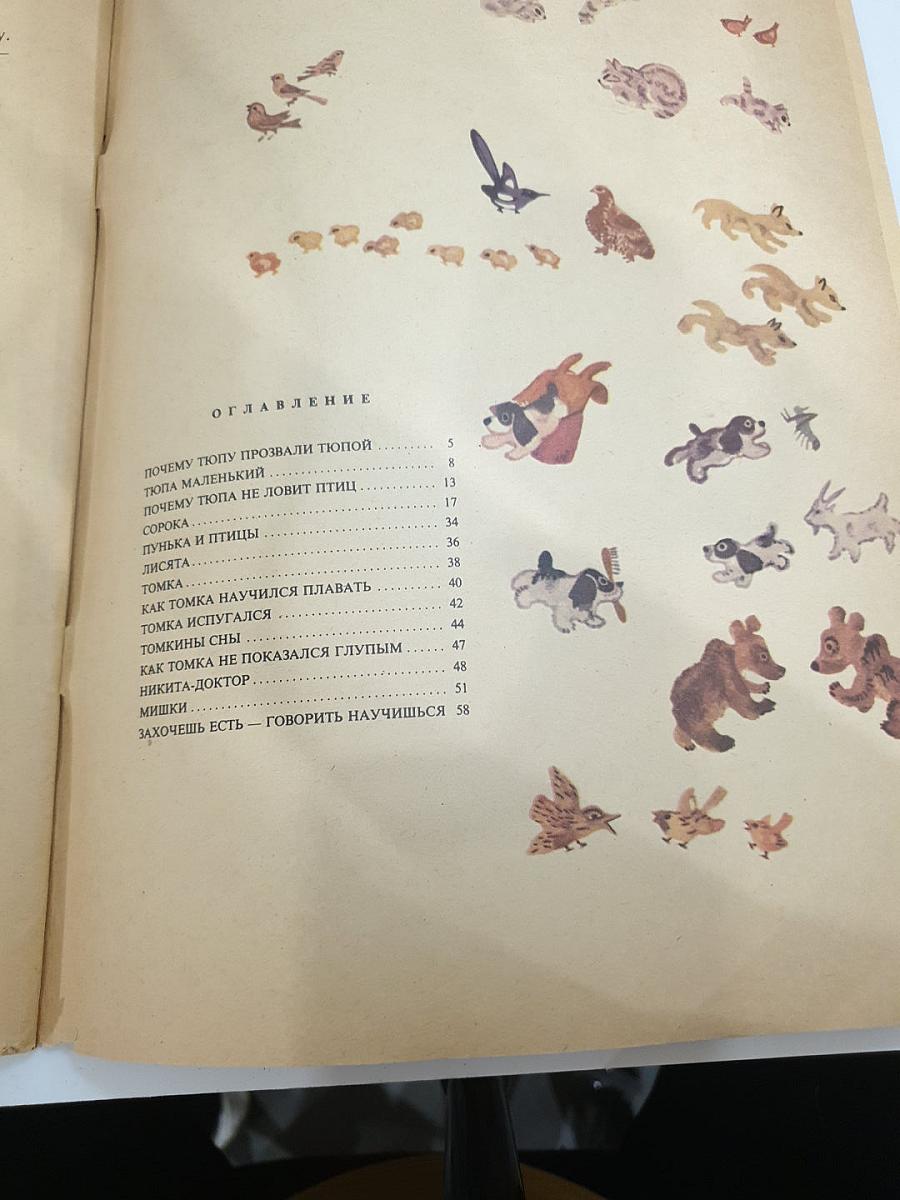 у.
ОГЛАВЛЕНИЕ
ПОЧЕМУ ТЮПУ ПРОЗВАЛИ ТЮПОЙ ......... 5
ТЮПА МАЛЕНЬКИЙ ......................... 8
ПОЧЕМУ ТЮПА НЕ ЛОВИТ ПТИЦ ............ 13
СОРОКА ..................................... 17
ПУНЬКА И ПТИЦЫ .......................... 34
ЛИСЯТА ..................................... 36
ТОМКА ...................................... 38
КАК ТОМКА НАУЧИЛСЯ ПЛАВАТЬ .......... 40
ТОМКА ИСПУГАЛСЯ ........................ 42
ТОМКИНЫ СНЫ ............................ 44
КАК ТОМКА НЕ ПОКАЗАЛСЯ ГЛУПЫМ ...... 47
НИКИТА-ДОКТОР ........................... 48
МИШКИ ..................................... 51
ЗАХОЧЕШЬ ЕСТЬ — ГОВОРИТЬ НАУЧИШЬСЯ 58